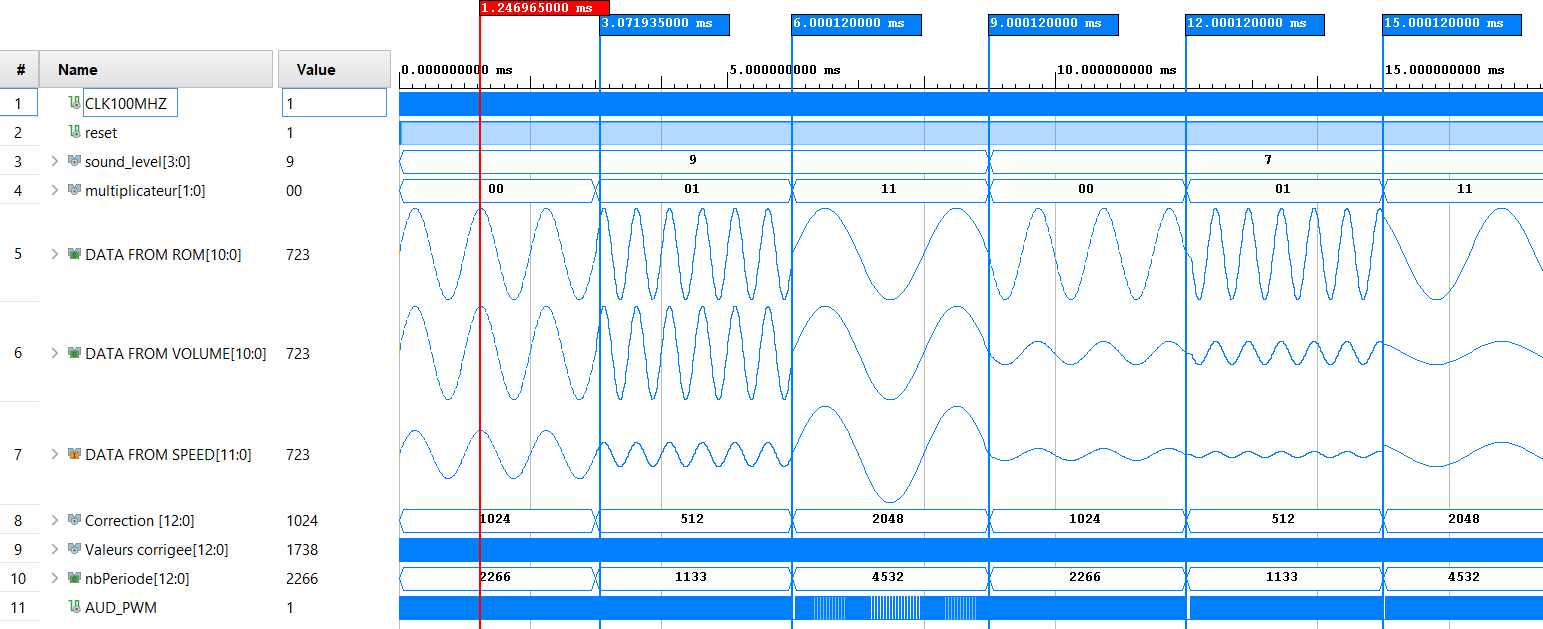 1.246965000 ms
3.071935000 ms 6.000120000 ms 9.000120000 ms 12.000120000 ms 15.000120000 ms
# Name Value 0.000000000 ms 5.000000000 ms 10.000000000 ms 15.000000000 ms
1 CLK100MHZ 1
2 reset 1
3 sound_level[3:0] 9 9 7
4 multiplicateur[1:0] 00 00 01 11 00 01 11
5 DATA FROM ROM[10:0] 723
6 DATA FROM VOLUME[10:0] 723
7 DATA FROM SPEED[11:0] 723
8 Correction [12:0] 1024 1024 512 2048 1024 512 2048
9 Valeurs corrigee[12:0] 1738
10 nbPeriode[12:0] 2266 2266 1133 4532 2266 1133 4532
11 AUD_PWM 1